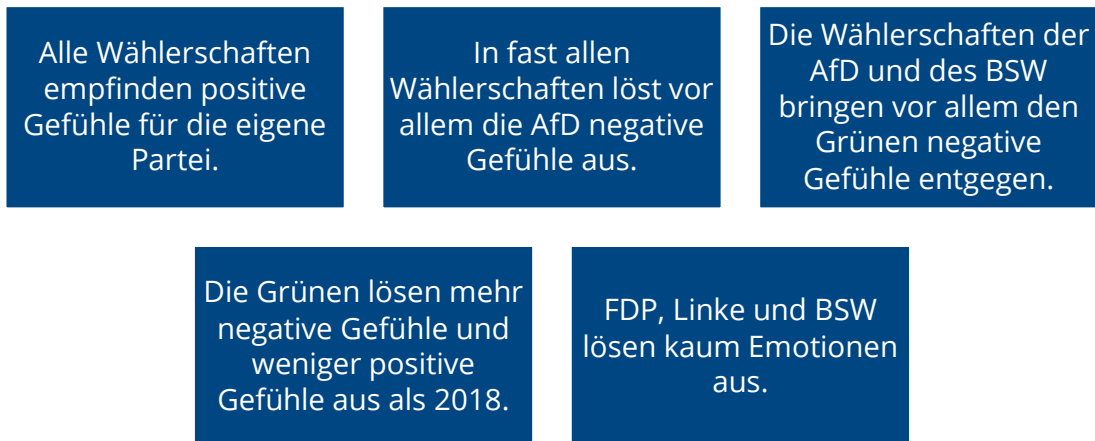 Alle Wählerschaften
empfinden positive
Gefühle für die eigene
Partei.
In fast allen
Wählerschaften löst vor
allem die AfD negative
Gefühle aus.
Die Wählerschaften der
AfD und des BSW
bringen vor allem den
Grünen negative
Gefühle entgegen.
Die Grünen lösen mehr
negative Gefühle und
weniger positive
Gefühle aus als 2018.
FDP, Linke und BSW
lösen kaum Emotionen
aus.